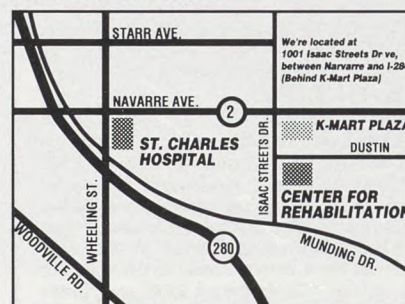 STARR AVE.
We're located at
1001 Isaac Streets Dr ve,
between Narvarre and I-28
(Behind K-Mart Plaza)
NAVARRE AVE.
2
K-MART PLAZA
ST. CHARLES
HOSPITAL
ISAAC STREETS DR.
DUSTIN
CENTER FOR
REHABILITATION
WHEELING ST.
WOODVILLE RD.
280
MUNDING DR.